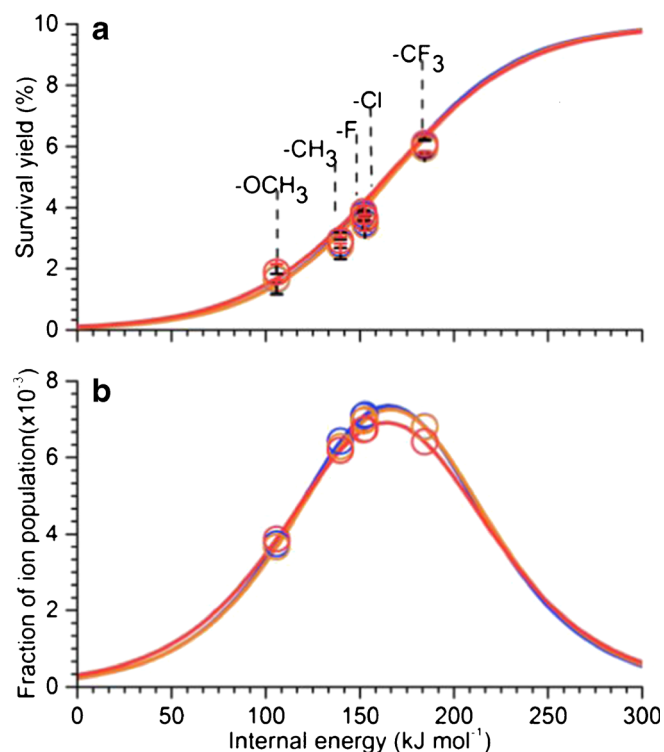 a
10
8
6
4
2
0
Survival yield (%)
-OCH3
-CH3
-F
-Cl
-CF3
b
8
6
4
2
0
Fraction of ion population(x10-3)
0 50 100 150 200 250 300
Internal energy (kJ mol-1)